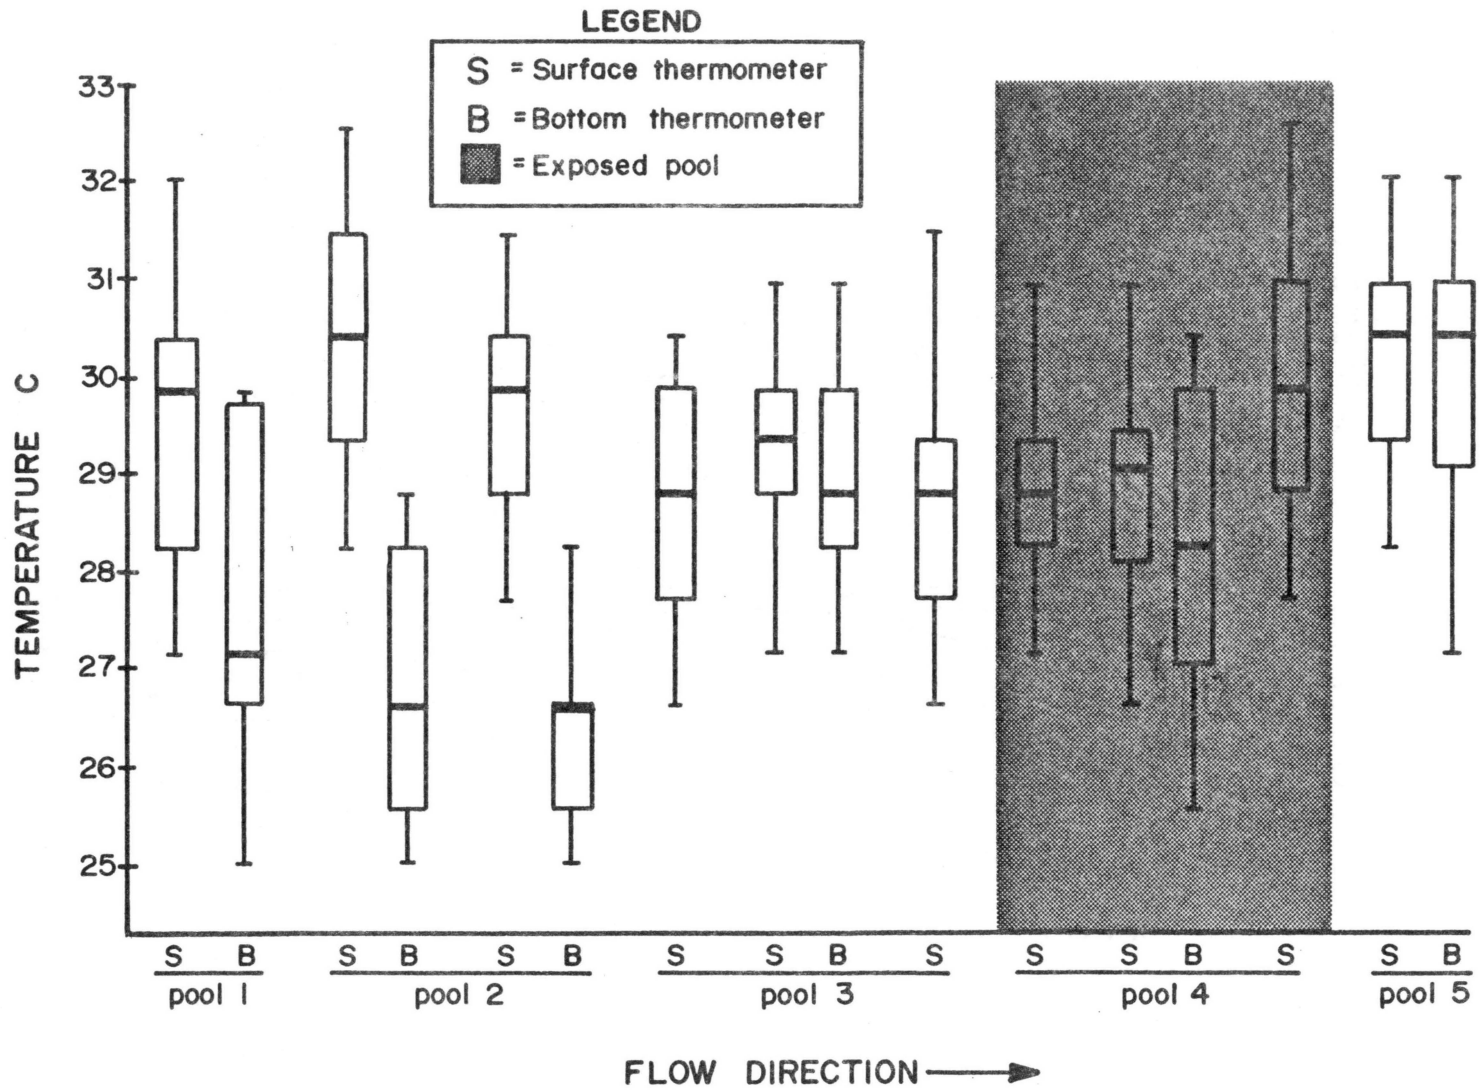 LEGEND
S = Surface thermometer
B = Bottom thermometer
= Exposed pool
33
32
31
30
29
28
27
26
25
TEMPERATURE C
S B S B S B S S B S S S B S S B
pool 1 pool 2 pool 3 pool 4 pool 5
FLOW DIRECTION